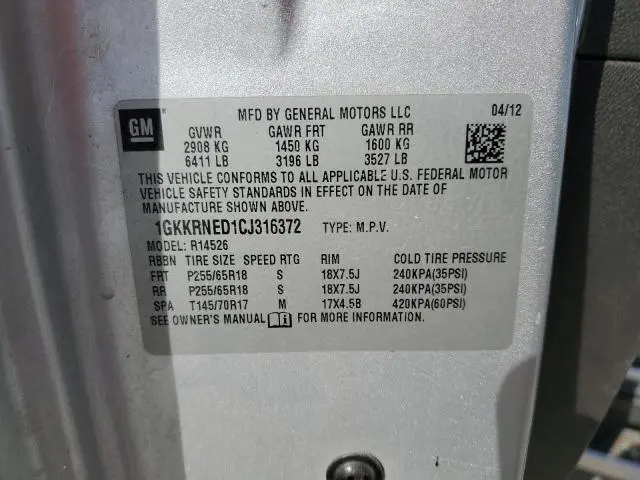 GM
MFD BY GENERAL MOTORS LLC 04/12
GVWR GAWR FRT GAWR RR
2908 KG 1450 KG 1600 KG
6411 LB 3196 LB 3527 LB
THIS VEHICLE CONFORMS TO ALL APPLICABLE U.S. FEDERAL MOTOR
VEHICLE SAFETY STANDARDS IN EFFECT ON THE DATE OF
MANUFACTURE SHOWN ABOVE.
1GKKRNED1CJ316372 TYPE: M.P.V.
MODEL: R14526
RBBN TIRE SIZE SPEED RTG RIM COLD TIRE PRESSURE
FRT P255/65R18 S 18X7.5J 240KPA(35PSI)
RR P255/65R18 S 18X7.5J 240KPA(35PSI)
SPA T145/70R17 M 17X4.5B 420KPA(60PSI)
SEE OWNER'S MANUAL FOR MORE INFORMATION.